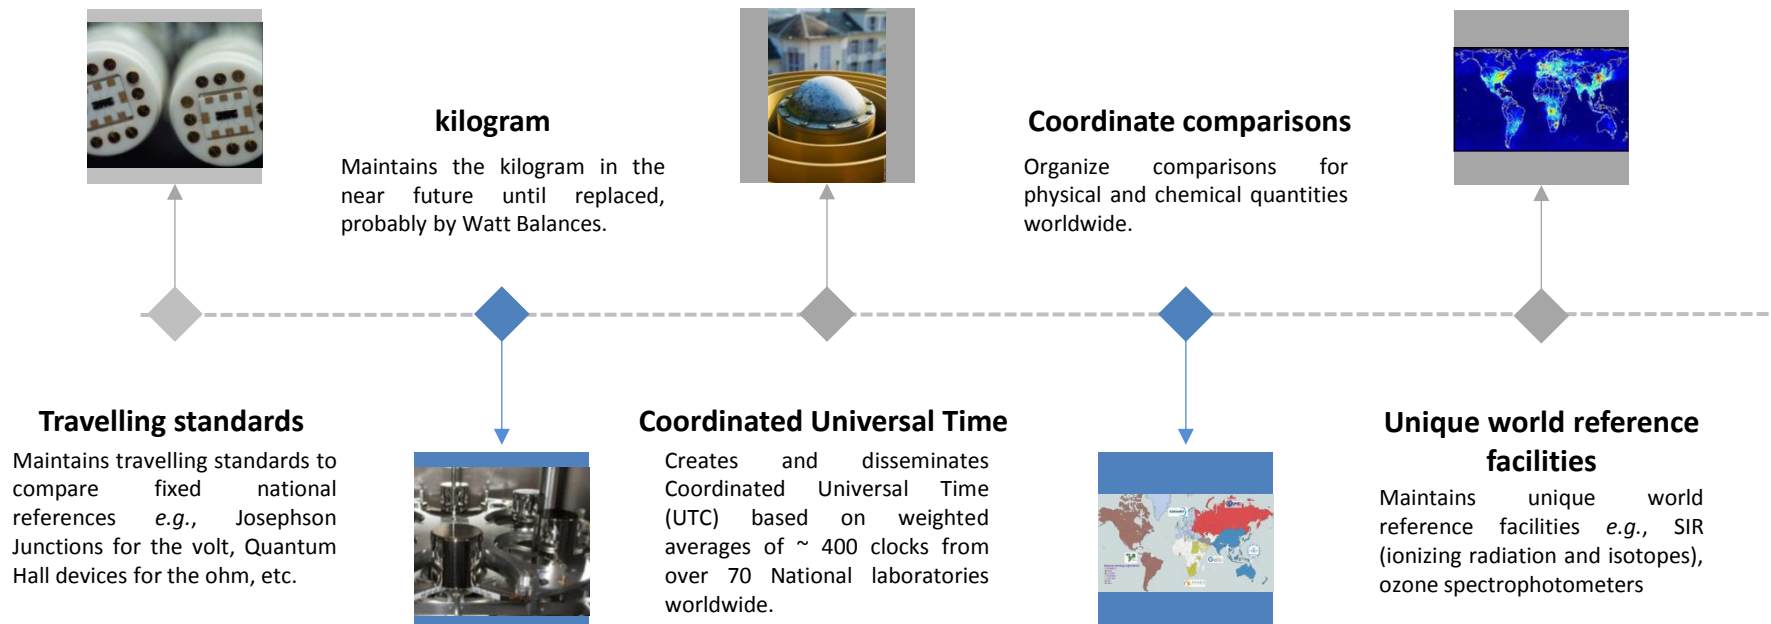 Travelling standards
Maintains travelling standards to
compare fixed national
references e.g., Josephson
Junctions for the volt, Quantum
Hall devices for the ohm, etc.
kilogram
Maintains the kilogram in the
near future until replaced,
probably by Watt Balances.
Coordinated Universal Time
Creates and disseminates
Coordinated Universal Time
(UTC) based on weighted
averages of ~ 400 clocks from
over 70 National laboratories
worldwide.
Coordinate comparisons
Organize comparisons for
physical and chemical quantities
worldwide.
Unique world reference
facilities
Maintains unique world
reference facilities e.g., SIR
(ionizing radiation and isotopes),
ozone spectrophotometers